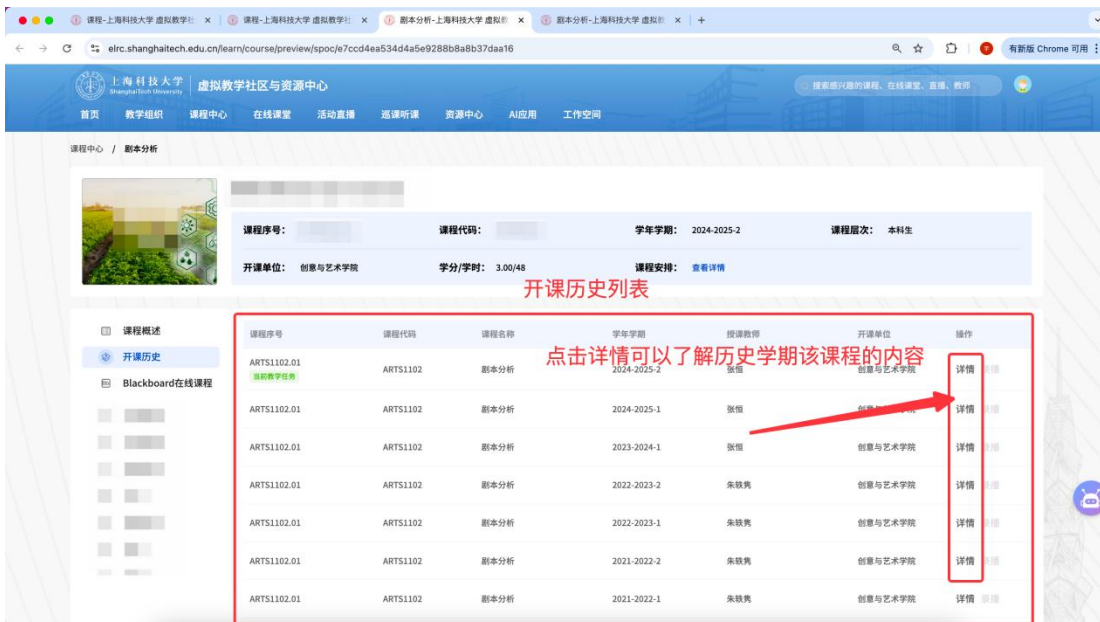 课程-上海科技大学 虚拟教学社 × 课程-上海科技大学 虚拟教学社 × 剧本分析-上海科技大学 虚拟教 × 剧本分析-上海科技大学 虚拟教 × +
elrc.shanghaitech.edu.cn/learn/course/preview/spoc/e7ccd4ea534d4a5e9288b8a8b37daa16 有新版 Chrome 可用
上海科技大学 虚拟教学社区与资源中心 搜索感兴趣的课程、在线课堂、直播、教师
ShanghaiTech University
首页 教学组织 课程中心 在线课堂 活动直播 巡课听课 资源中心 AI应用 工作空间
课程中心 / 剧本分析
课程序号： 课程代码： 学年学期： 2024-2025-2 课程层次： 本科生
开课单位： 创意与艺术学院 学分/学时： 3.00/48 课程安排： 查看详情
开课历史列表
课程概述
开课历史
Blackboard在线课程
课程序号 课程代码 课程名称 学年学期 授课教师 开课单位 操作
点击详情可以了解历史学期该课程的内容
ARTS1102.01 ARTS1102 剧本分析 2024-2025-2 张恒 创意与艺术学院 详情 录播
当前教学任务
ARTS1102.01 ARTS1102 剧本分析 2024-2025-1 张恒 创意与艺术学院 详情 录播
ARTS1102.01 ARTS1102 剧本分析 2023-2024-1 张恒 创意与艺术学院 详情 录播
ARTS1102.01 ARTS1102 剧本分析 2022-2023-2 朱轶隽 创意与艺术学院 详情 录播
ARTS1102.01 ARTS1102 剧本分析 2022-2023-1 朱轶隽 创意与艺术学院 详情 录播
ARTS1102.01 ARTS1102 剧本分析 2021-2022-2 朱轶隽 创意与艺术学院 详情 录播
ARTS1102.01 ARTS1102 剧本分析 2021-2022-1 朱轶隽 创意与艺术学院 详情 录播